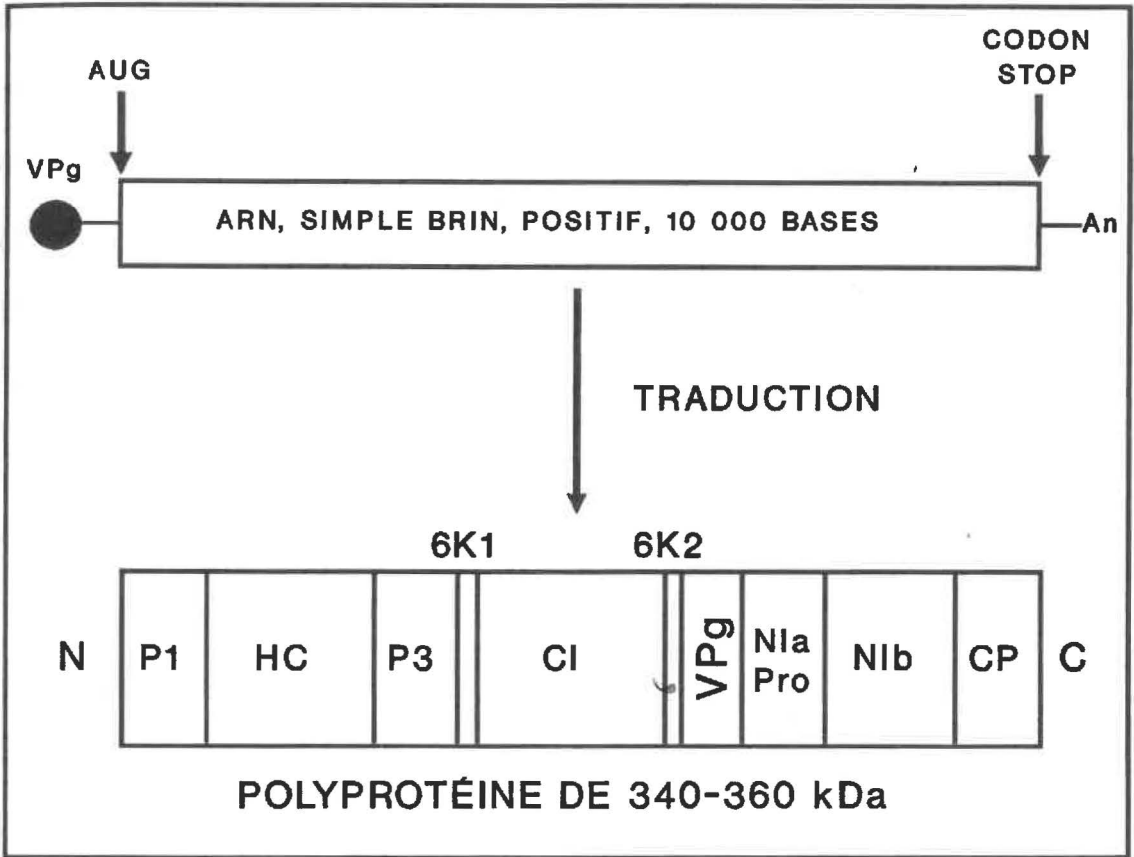 AUG
CODON
STOP
VPg
ARN, SIMPLE BRIN, POSITIF, 10 000 BASES
An
TRADUCTION
6K1 6K2
N P1 HC P3 CI VPg NIa Pro NIb CP C
POLYPROTÉINE DE 340-360 kDa